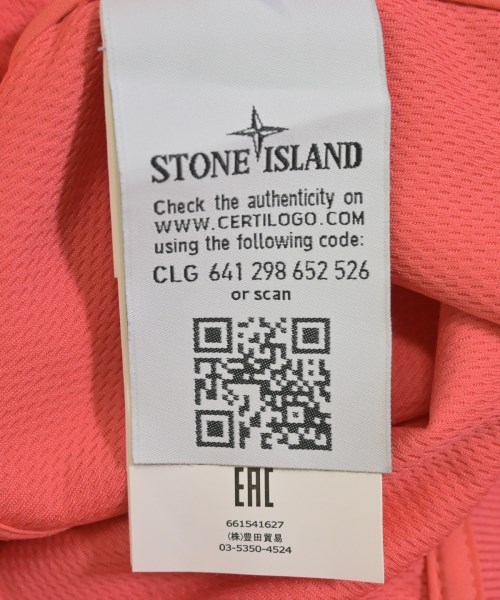 STONE ISLAND
Check the authenticity on
WWW.CERTILOGO.COM
using the following code:
CLG 641 298 652 526
or scan
EAC
661541627
(株)豊田貿易
03-5350-4524